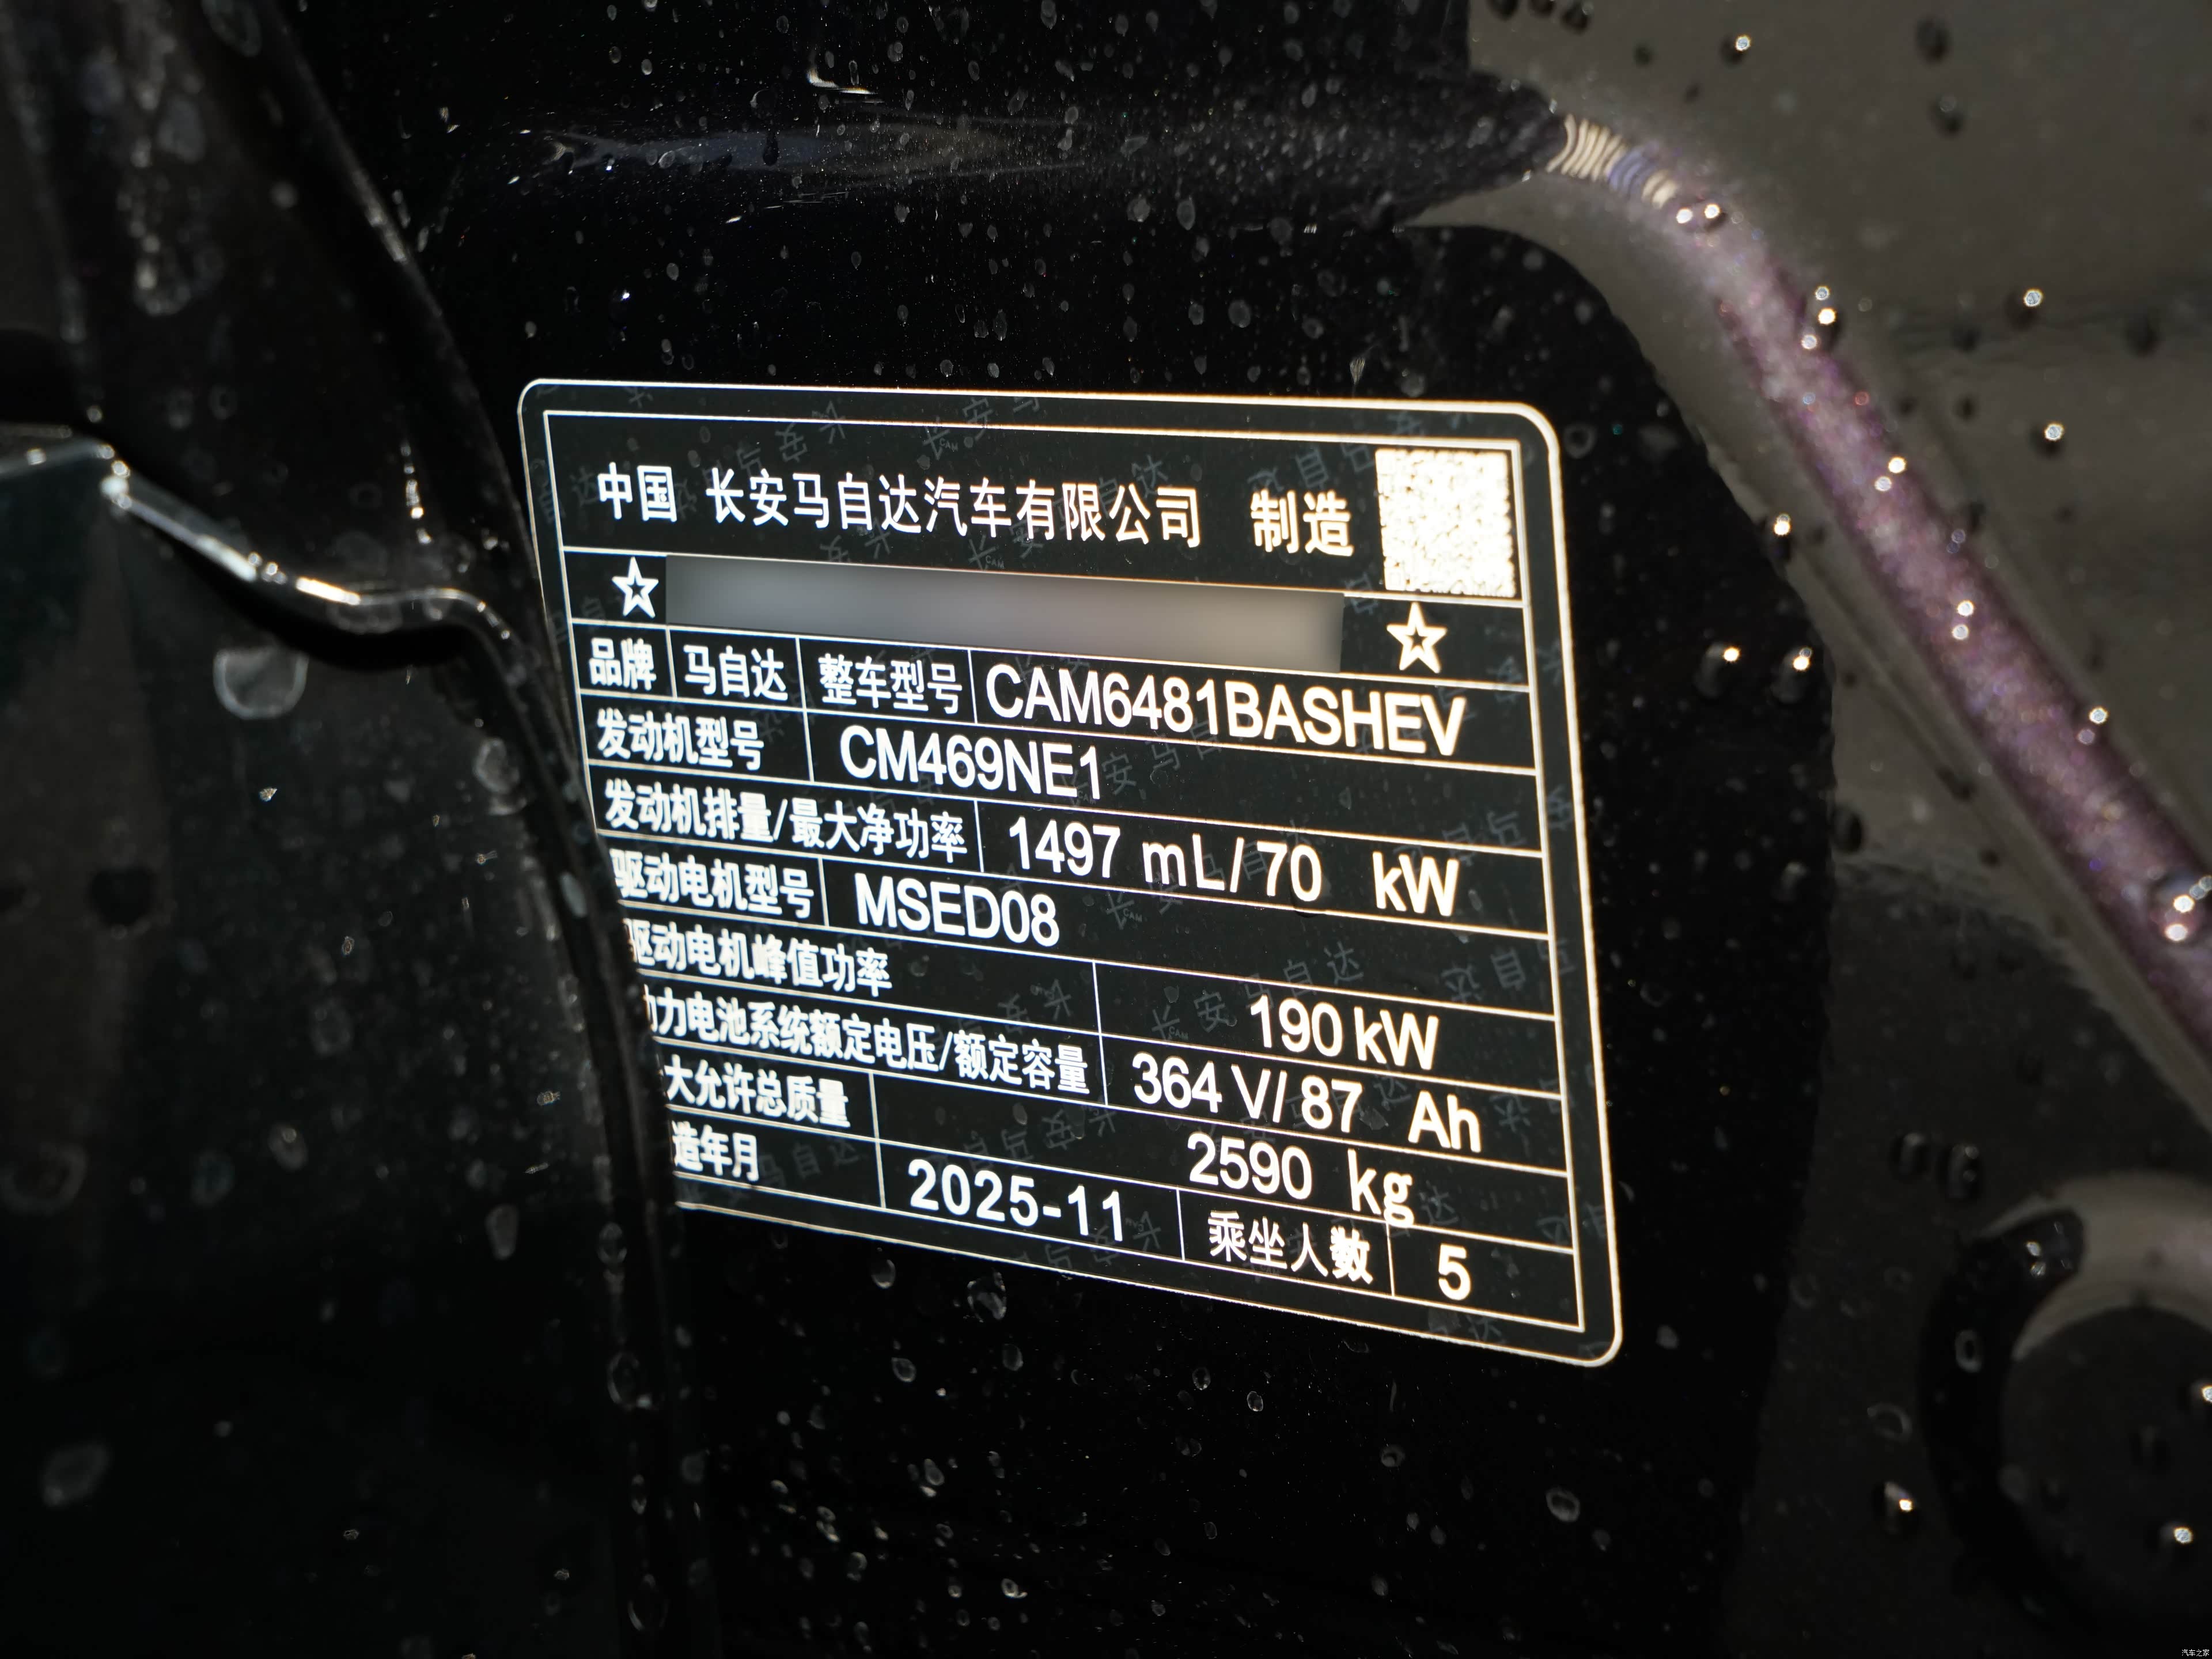 中国 长安马自达汽车有限公司 制造
☆ ☆
品牌 马自达 整车型号 CAM6481BASHEV
发动机型号 CM469NE1
发动机排量/最大净功率 1497 mL/70 kW
驱动电机型号 MSED08
驱动电机峰值功率 190 kW
力电池系统额定电压/额定容量 364 V/87 Ah
大允许总质量 2590 kg
造年月 2025-11 乘坐人数 5
汽车之家